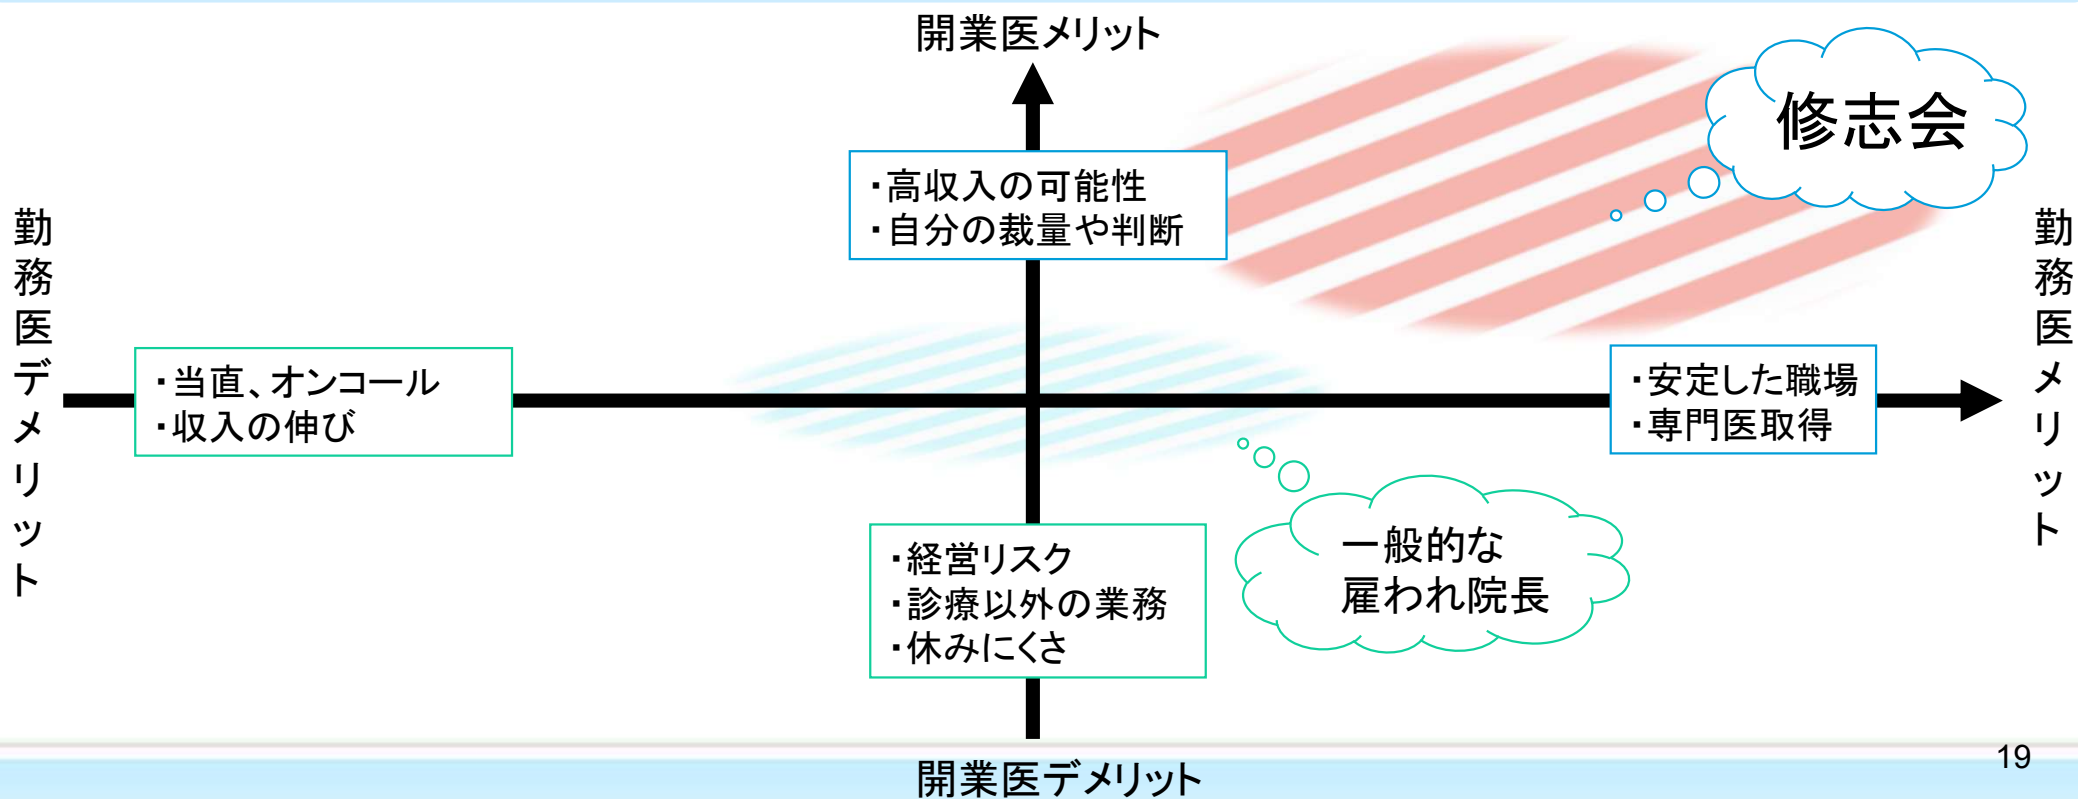 開業医メリット
修志会
・高収入の可能性
・自分の裁量や判断
勤務医デメリット
勤務医メリット
・当直、オンコール
・収入の伸び
・安定した職場
・専門医取得
・経営リスク
・診療以外の業務
・休みにくさ
一般的な
雇われ院長
19
開業医デメリット